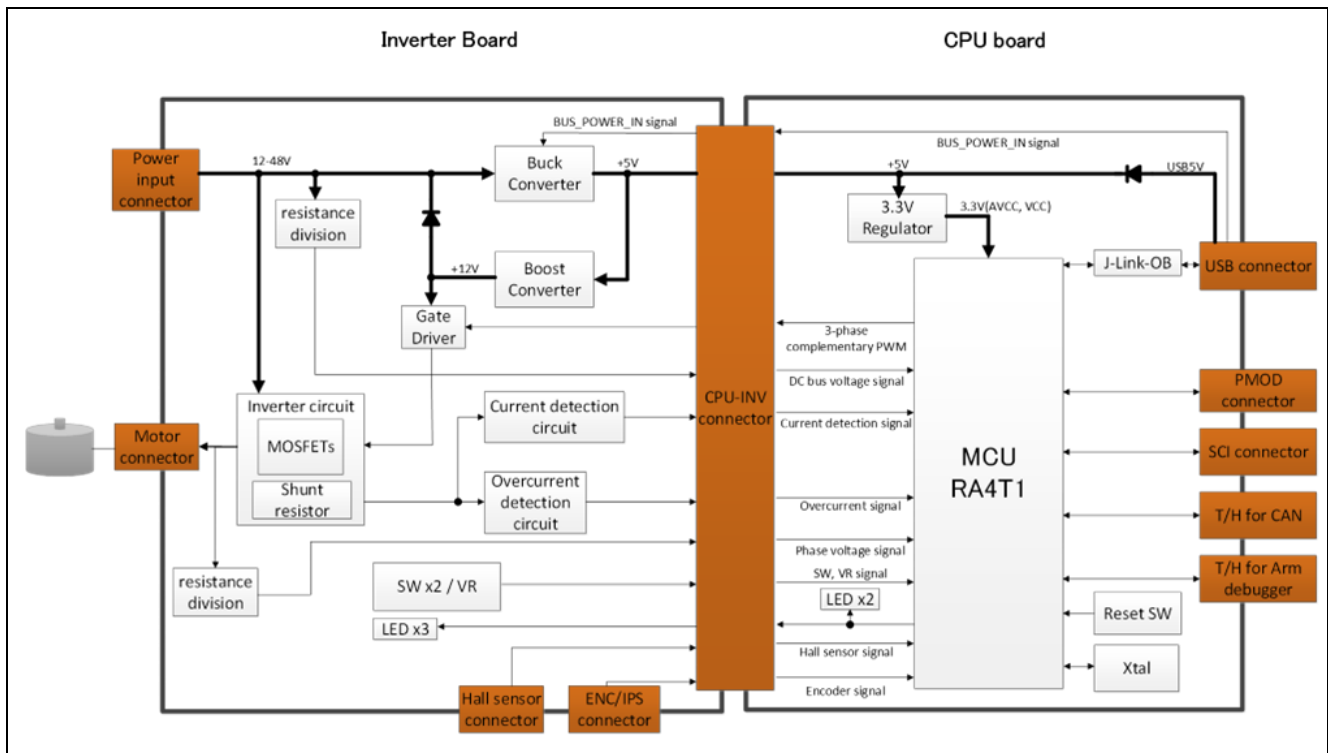 Inverter Board
CPU board
BUS_POWER_IN signal
BUS_POWER_IN signal
Power
input
connector
12-48V
Buck
Converter
+5V
+5V
USB5V
resistance
division
3.3V
Regulator
3.3V(AVCC, VCC)
+12V
Boost
Converter
J-Link-OB
USB connector
Gate
Driver
3-phase
complementary PWM
DC bus voltage signal
PMOD
connector
CPU-INV
connector
Inverter circuit
MOSFETs
Current detection
circuit
Current detection signal
Motor
connector
MCU
RA4T1
SCI connector
Shunt
resistor
Overcurrent
detection
circuit
Overcurrent signal
T/H for CAN
Phase voltage signal
resistance
division
SW x2 / VR
SW, VR signal
T/H for Arm
debugger
LED x2
Reset SW
LED x3
Hall sensor signal
Xtal
Hall sensor
connector
ENC/IPS
connector
Encoder signal